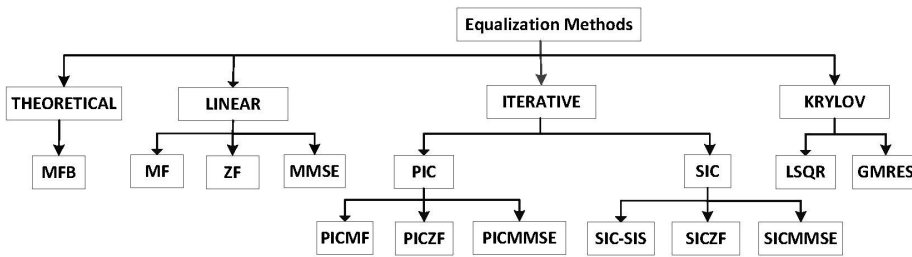 Equalization Methods
THEORETICAL
LINEAR
ITERATIVE
KRYLOV
MFB
MF
ZF
MMSE
PIC
SIC
LSQR
GMRES
PICMF
PICZF
PICMMSE
SIC-SIS
SICZF
SICMMSE